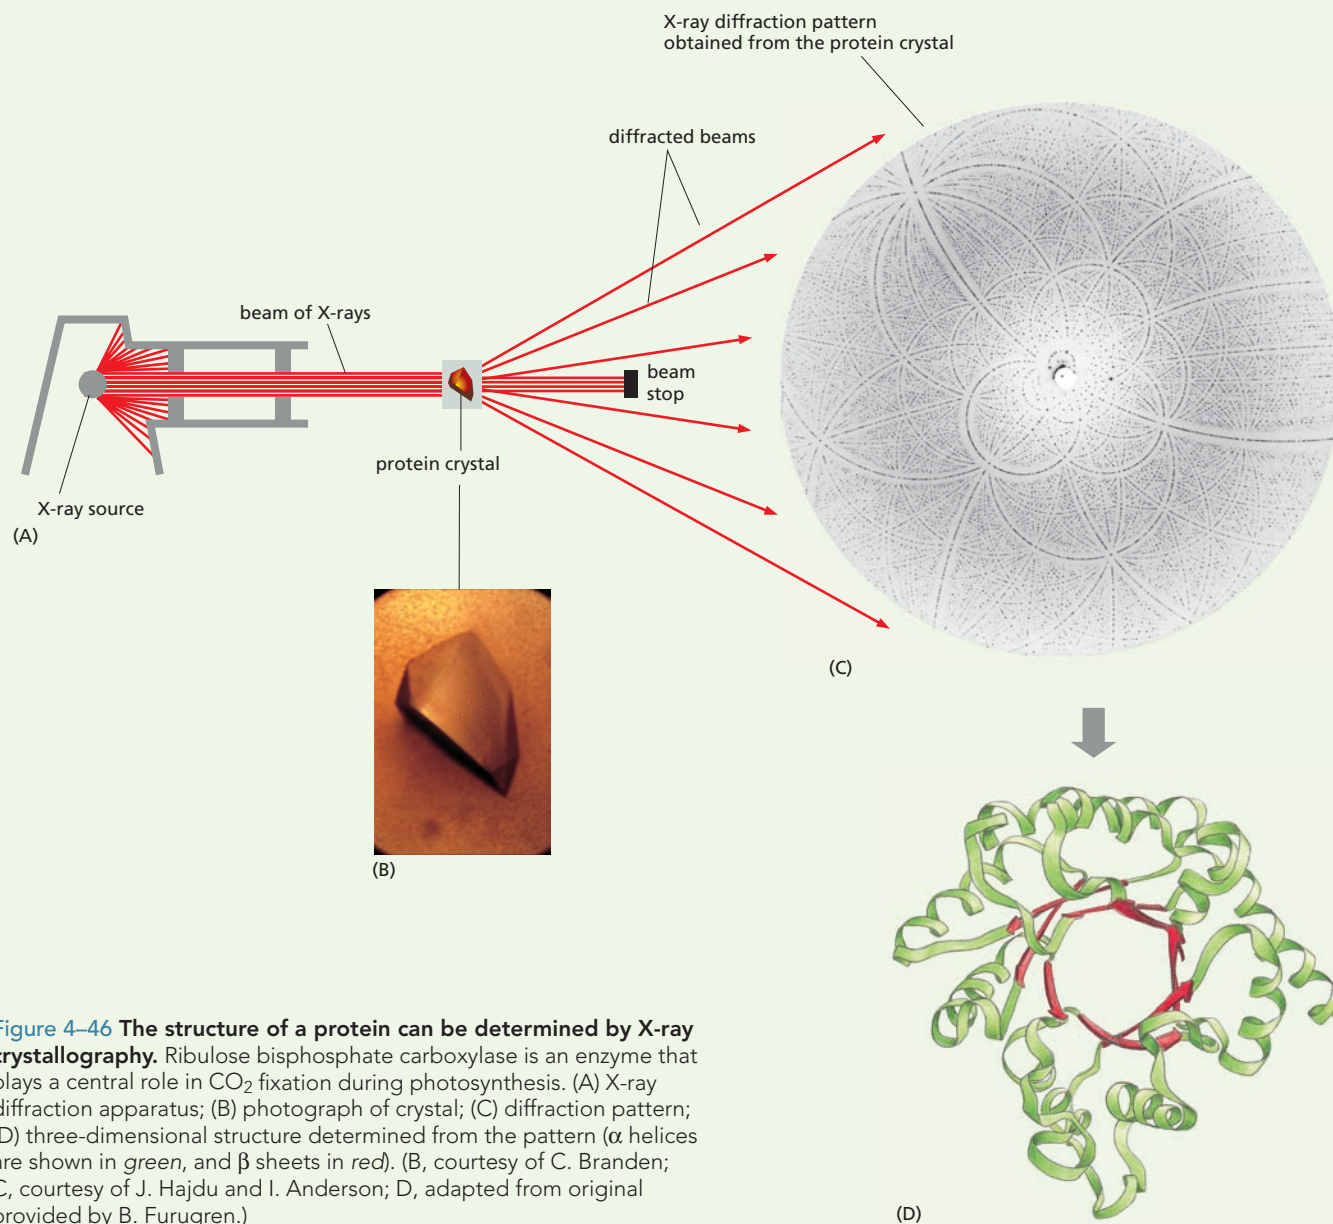 X-ray diffraction pattern
obtained from the protein crystal
diffracted beams
beam of X-rays
beam
stop
protein crystal
X-ray source
(A)
(C)
(B)
Figure 4–46 The structure of a protein can be determined by X-ray
crystallography. Ribulose bisphosphate carboxylase is an enzyme that
plays a central role in CO₂ fixation during photosynthesis. (A) X-ray
diffraction apparatus; (B) photograph of crystal; (C) diffraction pattern;
(D) three-dimensional structure determined from the pattern (α helices
are shown in green, and β sheets in red). (B, courtesy of C. Branden;
C, courtesy of J. Hajdu and I. Anderson; D, adapted from original
provided by B. Furugren.)
(D)